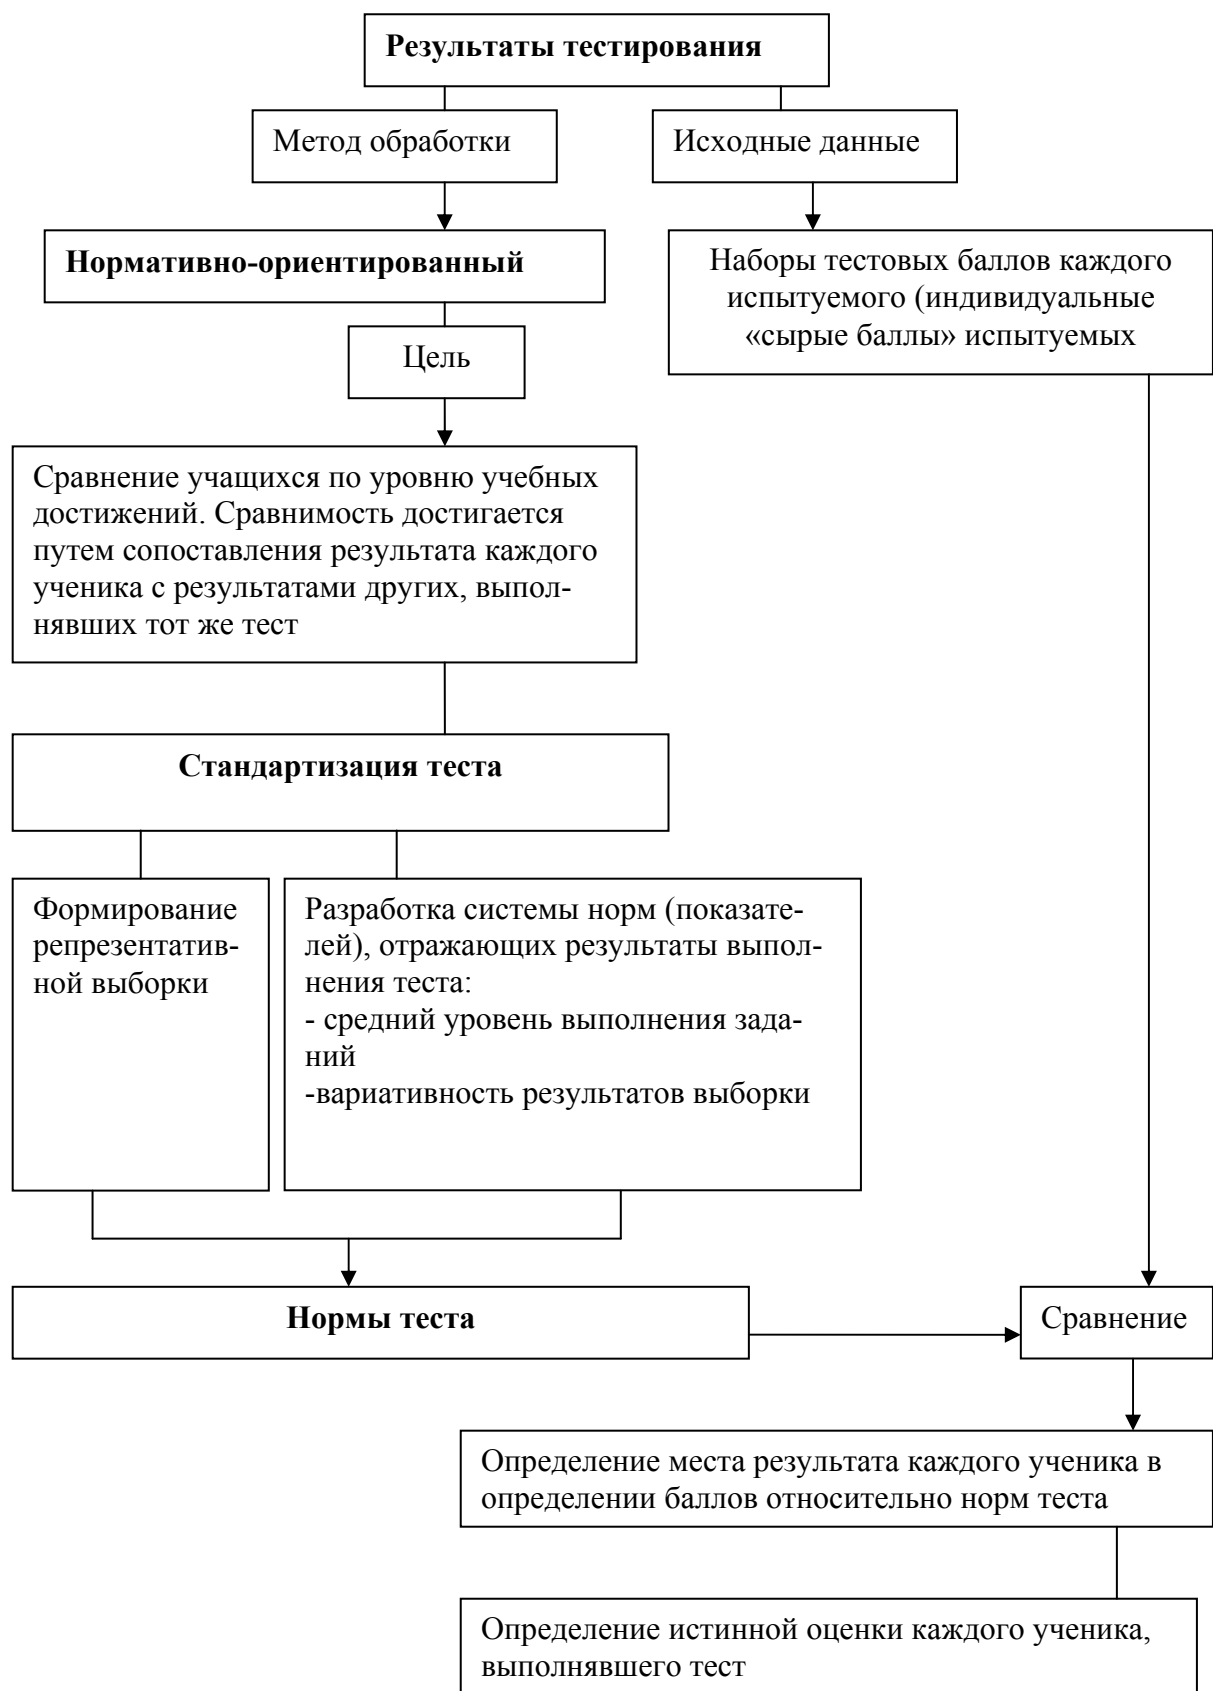 Результаты тестирования
Метод обработки
Исходные данные
Нормативно-ориентированный
Наборы тестовых баллов каждого
испытуемого (индивидуальные
«сырые баллы» испытуемых
Цель
Сравнение учащихся по уровню учебных
достижений. Сравнимость достигается
путем сопоставления результата каждого
ученика с результатами других, выпол-
нявших тот же тест
Стандартизация теста
Формирование
репрезентатив-
ной выборки
Разработка системы норм (показате-
лей), отражающих результаты выпол-
нения теста:
- средний уровень выполнения зада-
ний
-вариативность результатов выборки
Нормы теста
Сравнение
Определение места результата каждого ученика в
определении баллов относительно норм теста
Определение истинной оценки каждого ученика,
выполнявшего тест